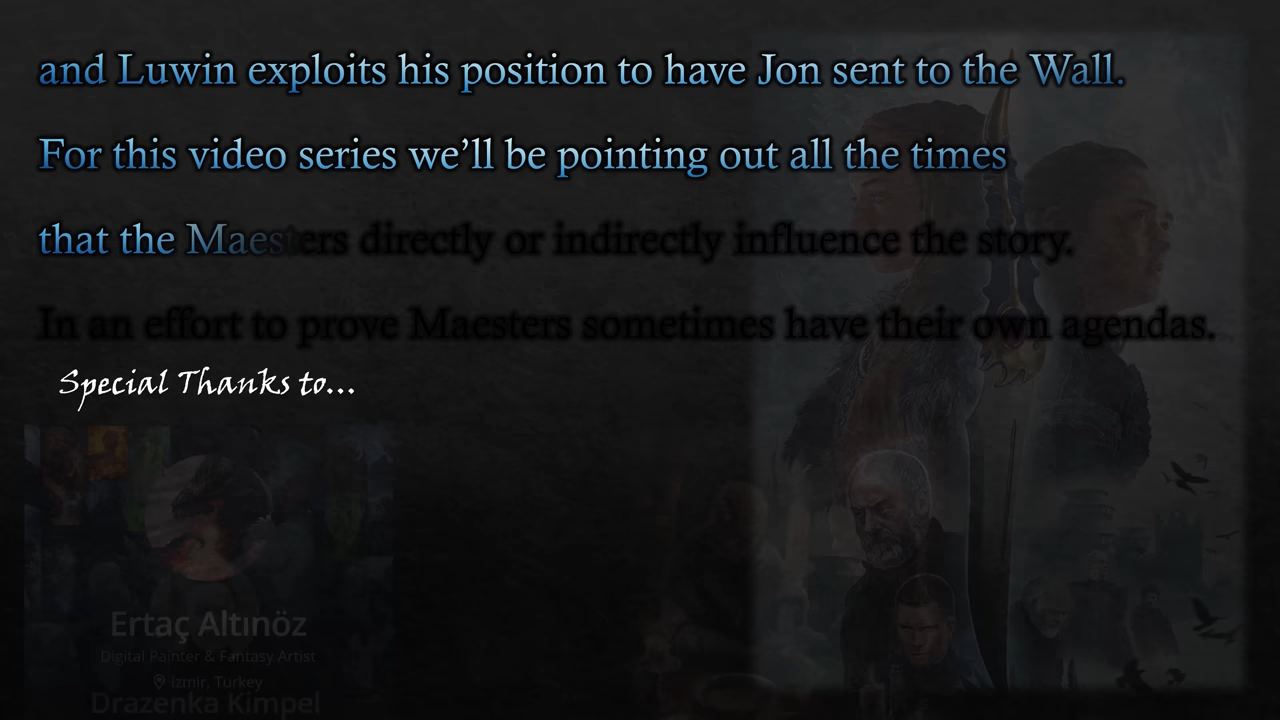 and Luwin exploits his position to have Jon sent to the Wall.
For this video series we’ll be pointing out all the times
that the Maesters directly or indirectly influence the story.
In an effort to prove Maesters sometimes have their own agendas.
Special Thanks to...
Ertaç Altınöz
Digital Painter & Fantasy Artist
Izmir, Turkey
Drazenka Kimpel